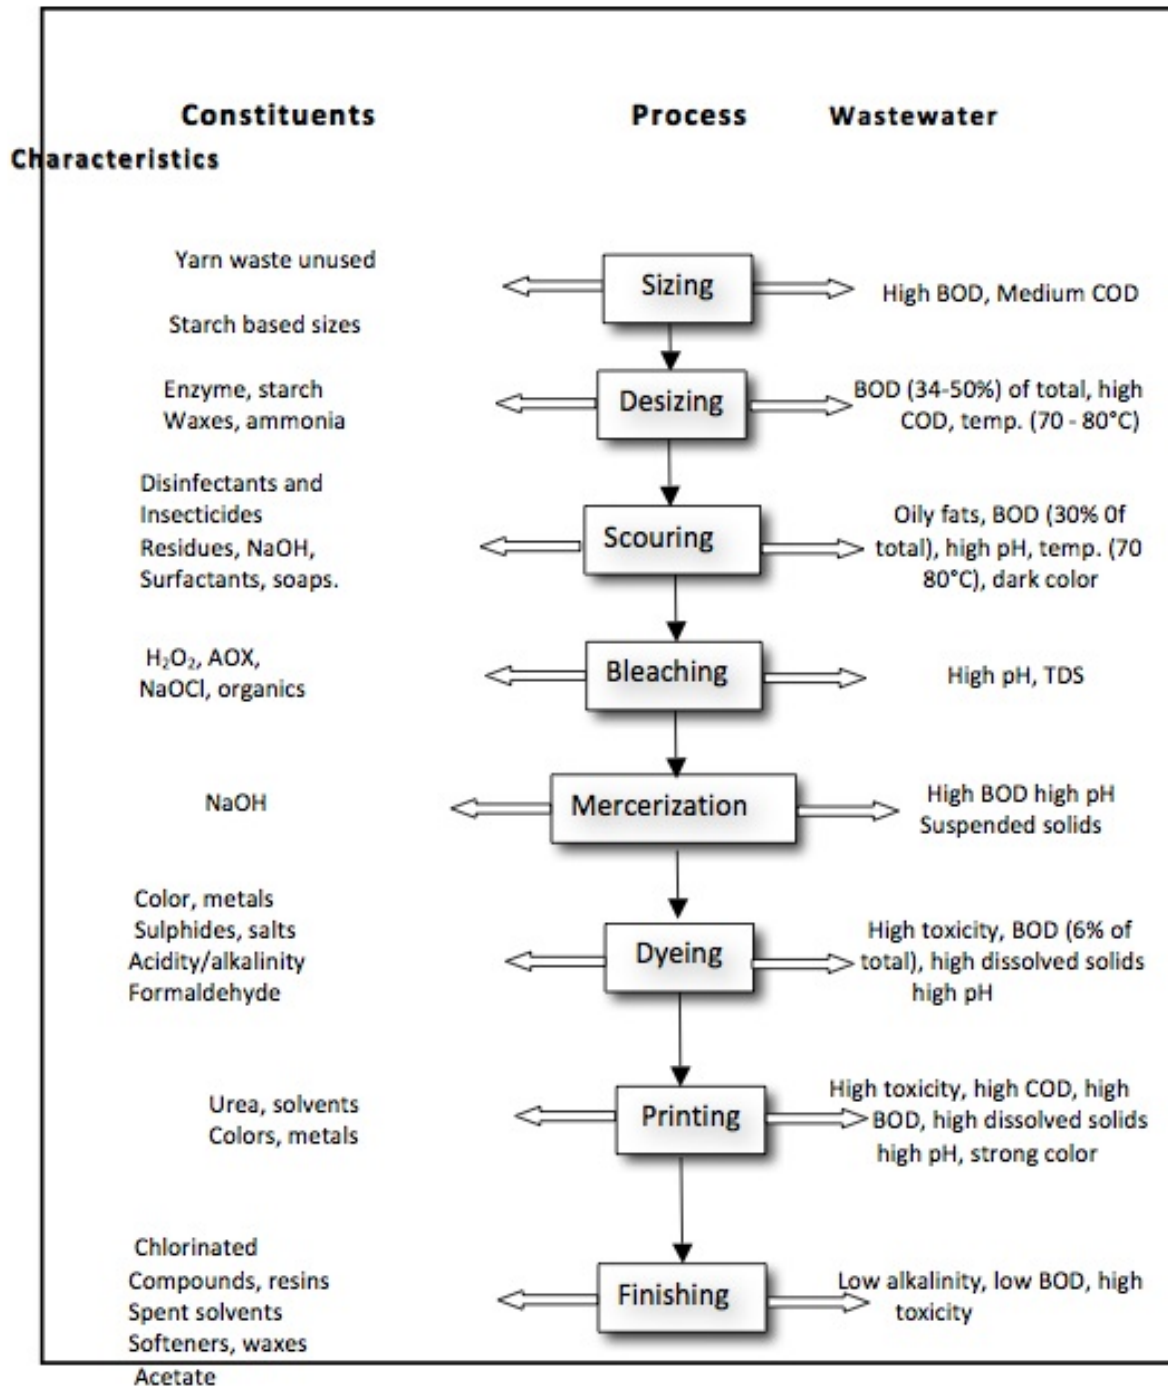 Constituents Process Wastewater
Characteristics
Yarn waste unused
Starch based sizes
Sizing
High BOD, Medium COD
Enzyme, starch
Waxes, ammonia
Desizing
BOD (34-50%) of total, high
COD, temp. (70 - 80°C)
Disinfectants and
Insecticides
Residues, NaOH,
Surfactants, soaps.
Scouring
Oily fats, BOD (30% 0f
total), high pH, temp. (70
80°C), dark color
H₂O₂, AOX,
NaOCl, organics
Bleaching
High pH, TDS
NaOH
Mercerization
High BOD high pH
Suspended solids
Color, metals
Sulphides, salts
Acidity/alkalinity
Formaldehyde
Dyeing
High toxicity, BOD (6% of
total), high dissolved solids
high pH
Urea, solvents
Colors, metals
Printing
High toxicity, high COD, high
BOD, high dissolved solids
high pH, strong color
Chlorinated
Compounds, resins
Spent solvents
Softeners, waxes
Acetate
Finishing
Low alkalinity, low BOD, high
toxicity